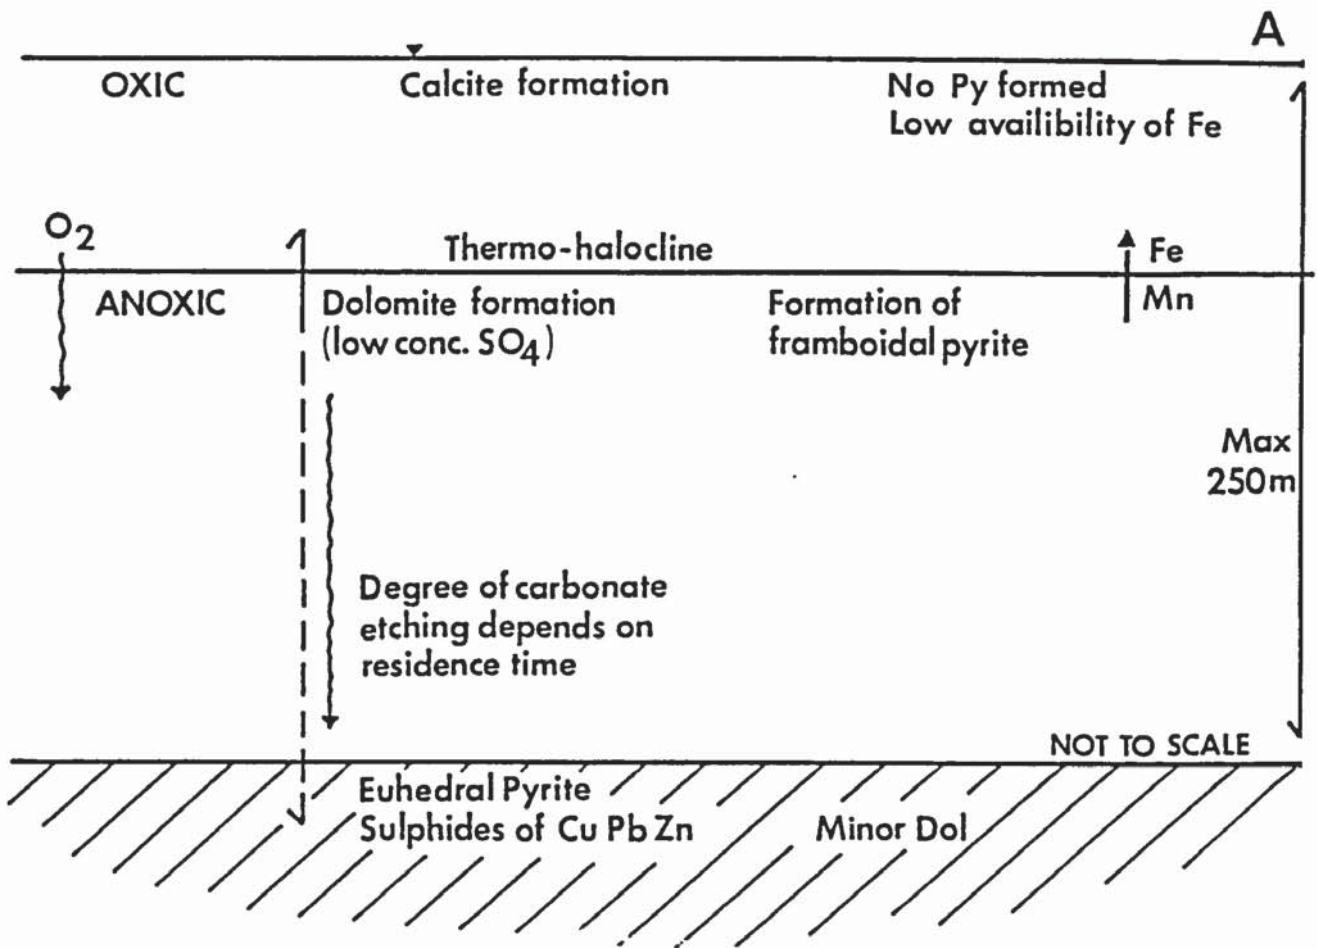 A
OXIC
Calcite formation
No Py formed
Low availibility of Fe
O2
Thermo-halocline
Fe
ANOXIC
Mn
Dolomite formation
(low conc. SO4)
Formation of
framboidal pyrite
Max
250m
Degree of carbonate
etching depends on
residence time
NOT TO SCALE
Euhedral Pyrite
Sulphides of Cu Pb Zn
Minor Dol